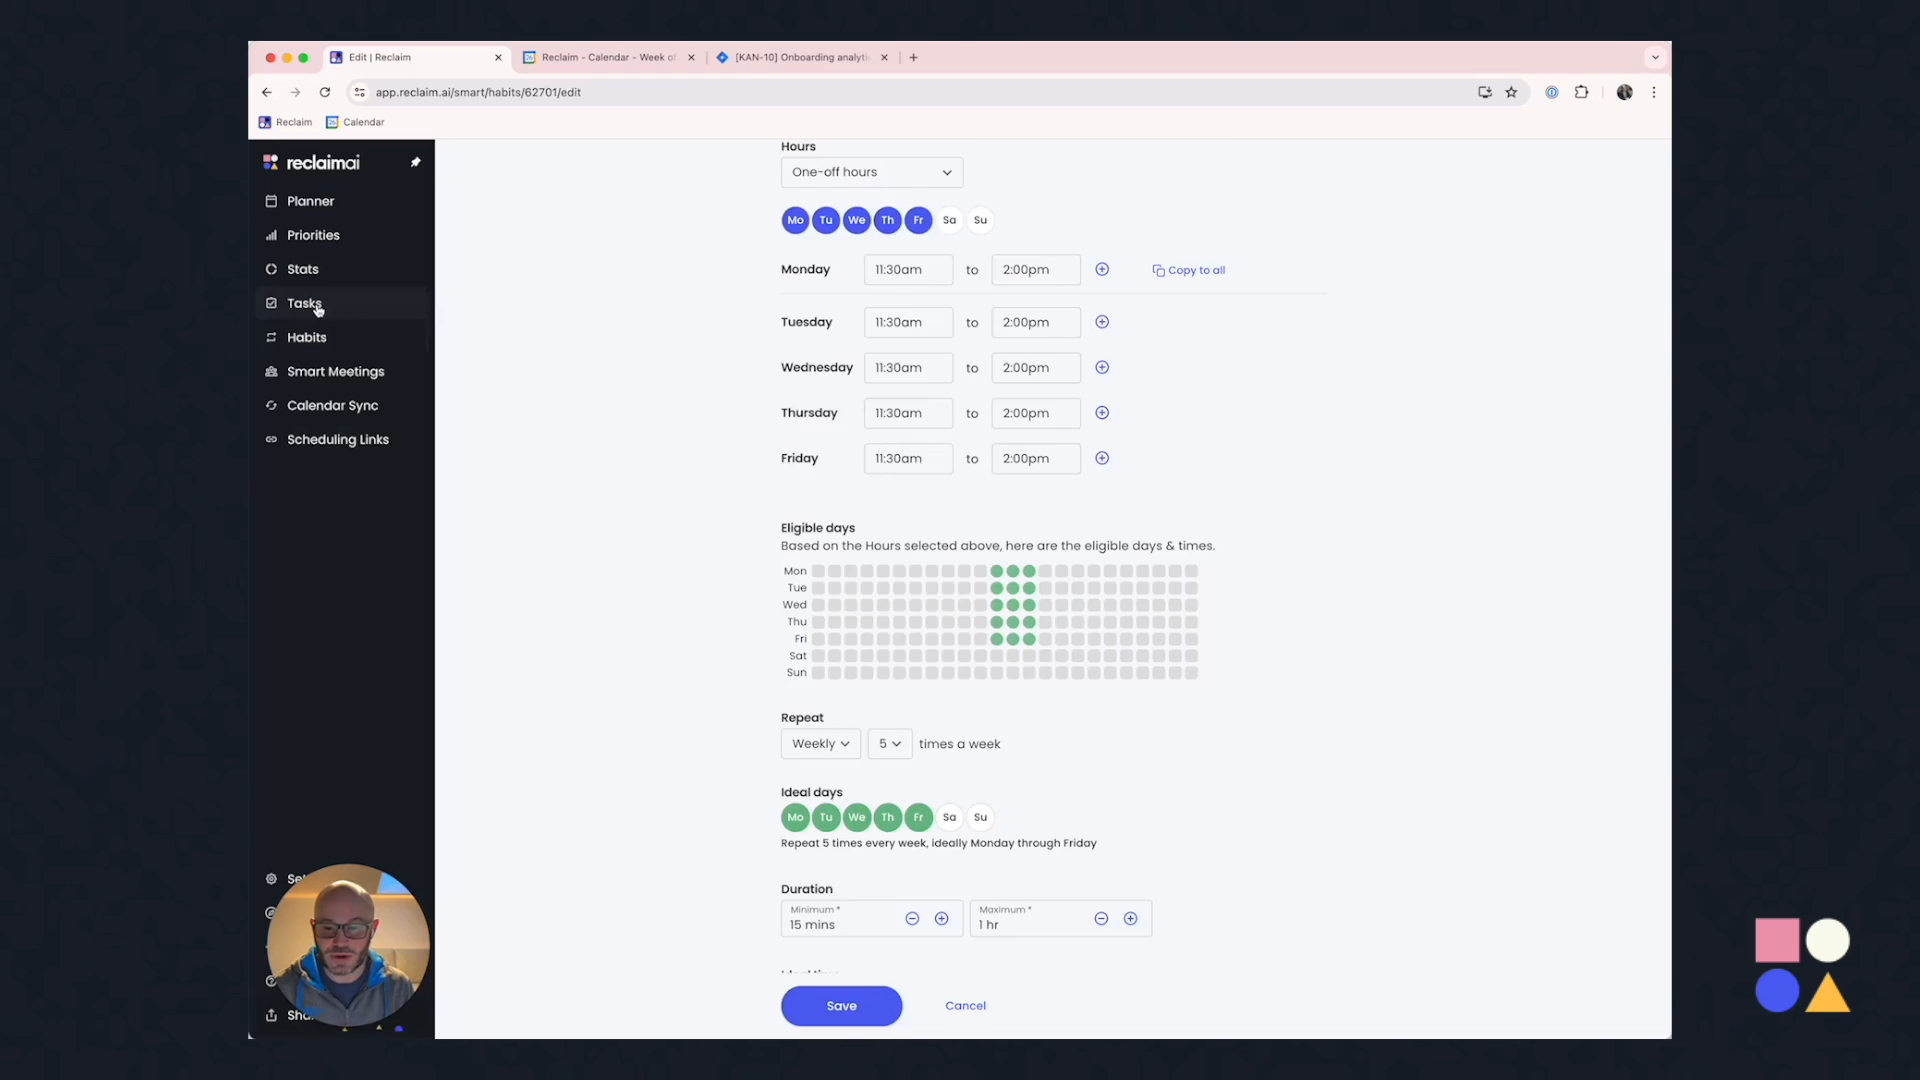 Edit | Reclaim
Reclaim - Calendar - Week of
[KAN-10] Onboarding analyti
app.reclaim.ai/smart/habits/62701/edit
Reclaim
Calendar
reclaimai
Planner
Priorities
Stats
Tasks
Habits
Smart Meetings
Calendar Sync
Scheduling Links
Hours
One-off hours
Mo Tu We Th Fr Sa Su
Monday 11:30am to 2:00pm Copy to all
Tuesday 11:30am to 2:00pm
Wednesday 11:30am to 2:00pm
Thursday 11:30am to 2:00pm
Friday 11:30am to 2:00pm
Eligible days
Based on the Hours selected above, here are the eligible days & times.
Mon
Tue
Wed
Thu
Fri
Sat
Sun
Repeat
Weekly 5 times a week
Ideal days
Mo Tu We Th Fr Sa Su
Repeat 5 times every week, ideally Monday through Friday
Duration
Minimum * Maximum *
15 mins 1 hr
Save Cancel